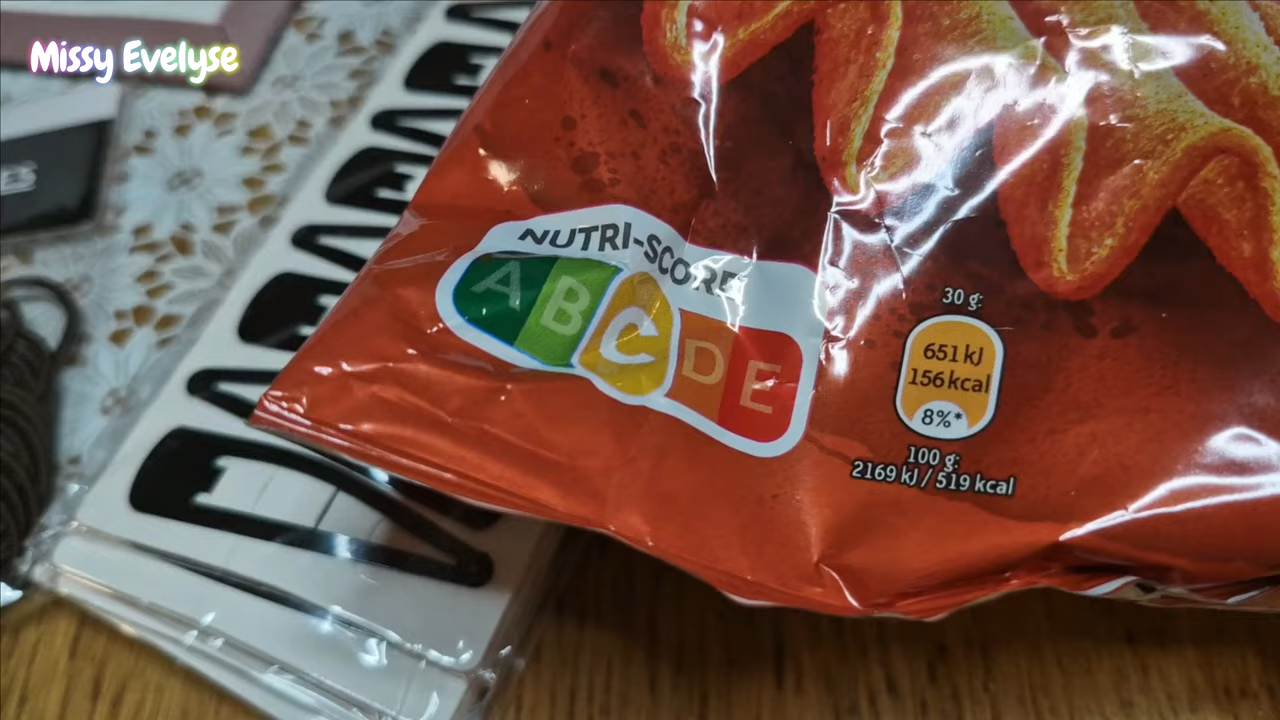 Missy Evelyse
NUTRI-SCORE
A B C D E
30 g:
651 kJ
156 kcal
8%*
100 g:
2169 kJ / 519 kcal